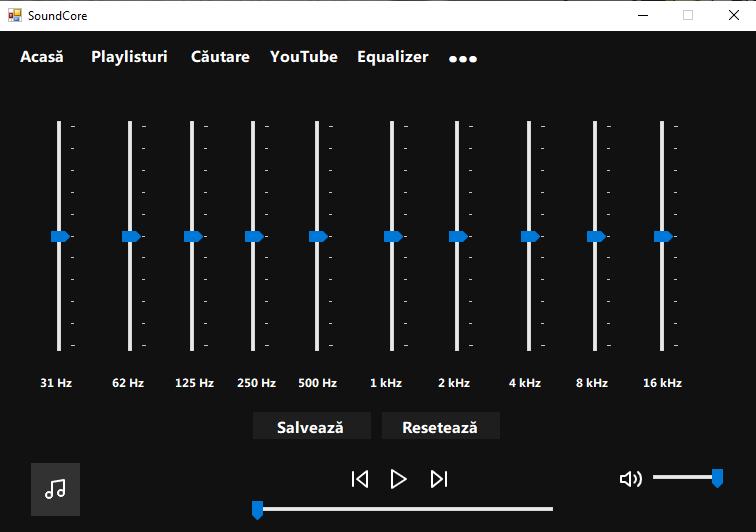 SoundCore
Acasă Playlisturi Căutare YouTube Equalizer
31 Hz 62 Hz 125 Hz 250 Hz 500 Hz 1 kHz 2 kHz 4 kHz 8 kHz 16 kHz
Salvează Resetează